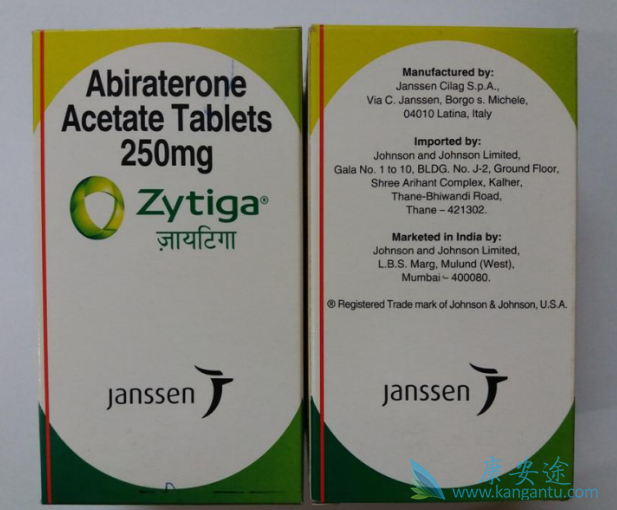 Abiraterone
Acetate Tablets
250mg
Zytiga®
ज़ायटिगा
janssen
Manufactured by:
Janssen Cilag S.p.A.,
Via C. Janssen, Borgo s. Michele,
04010 Latina, Italy
Imported by:
Johnson and Johnson Limited,
Gala No. 1 to 10, BLDG. No. J-2, Ground Floor,
Shree Arihant Complex, Kalher,
Thane-Bhiwandi Road,
Thane – 421302.
Marketed in India by:
Johnson and Johnson Limited,
L.B.S. Marg, Mulund (West),
Mumbai – 400080.
® Registered Trade mark of Johnson & Johnson, U.S.A.
janssen
康安途
www.kangantu.com